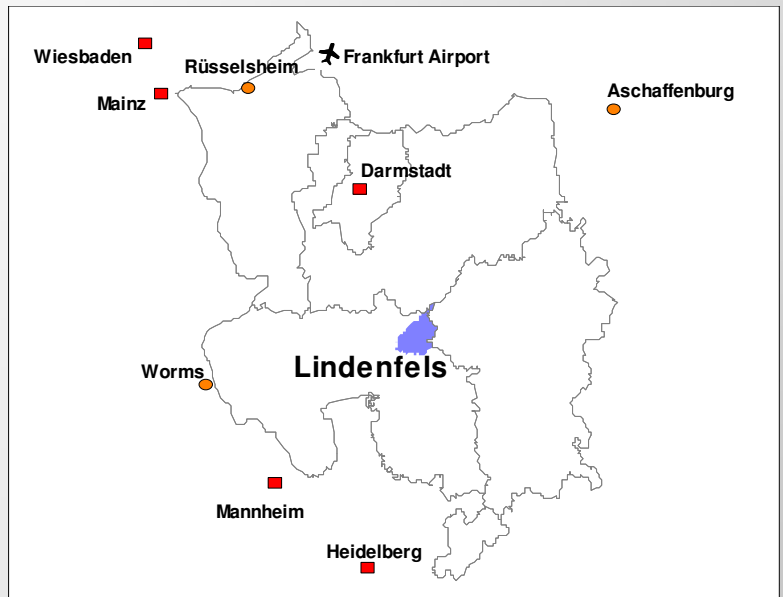 Wiesbaden
Frankfurt Airport
Rüsselsheim
Mainz
Aschaffenburg
Darmstadt
Lindenfels
Worms
Mannheim
Heidelberg